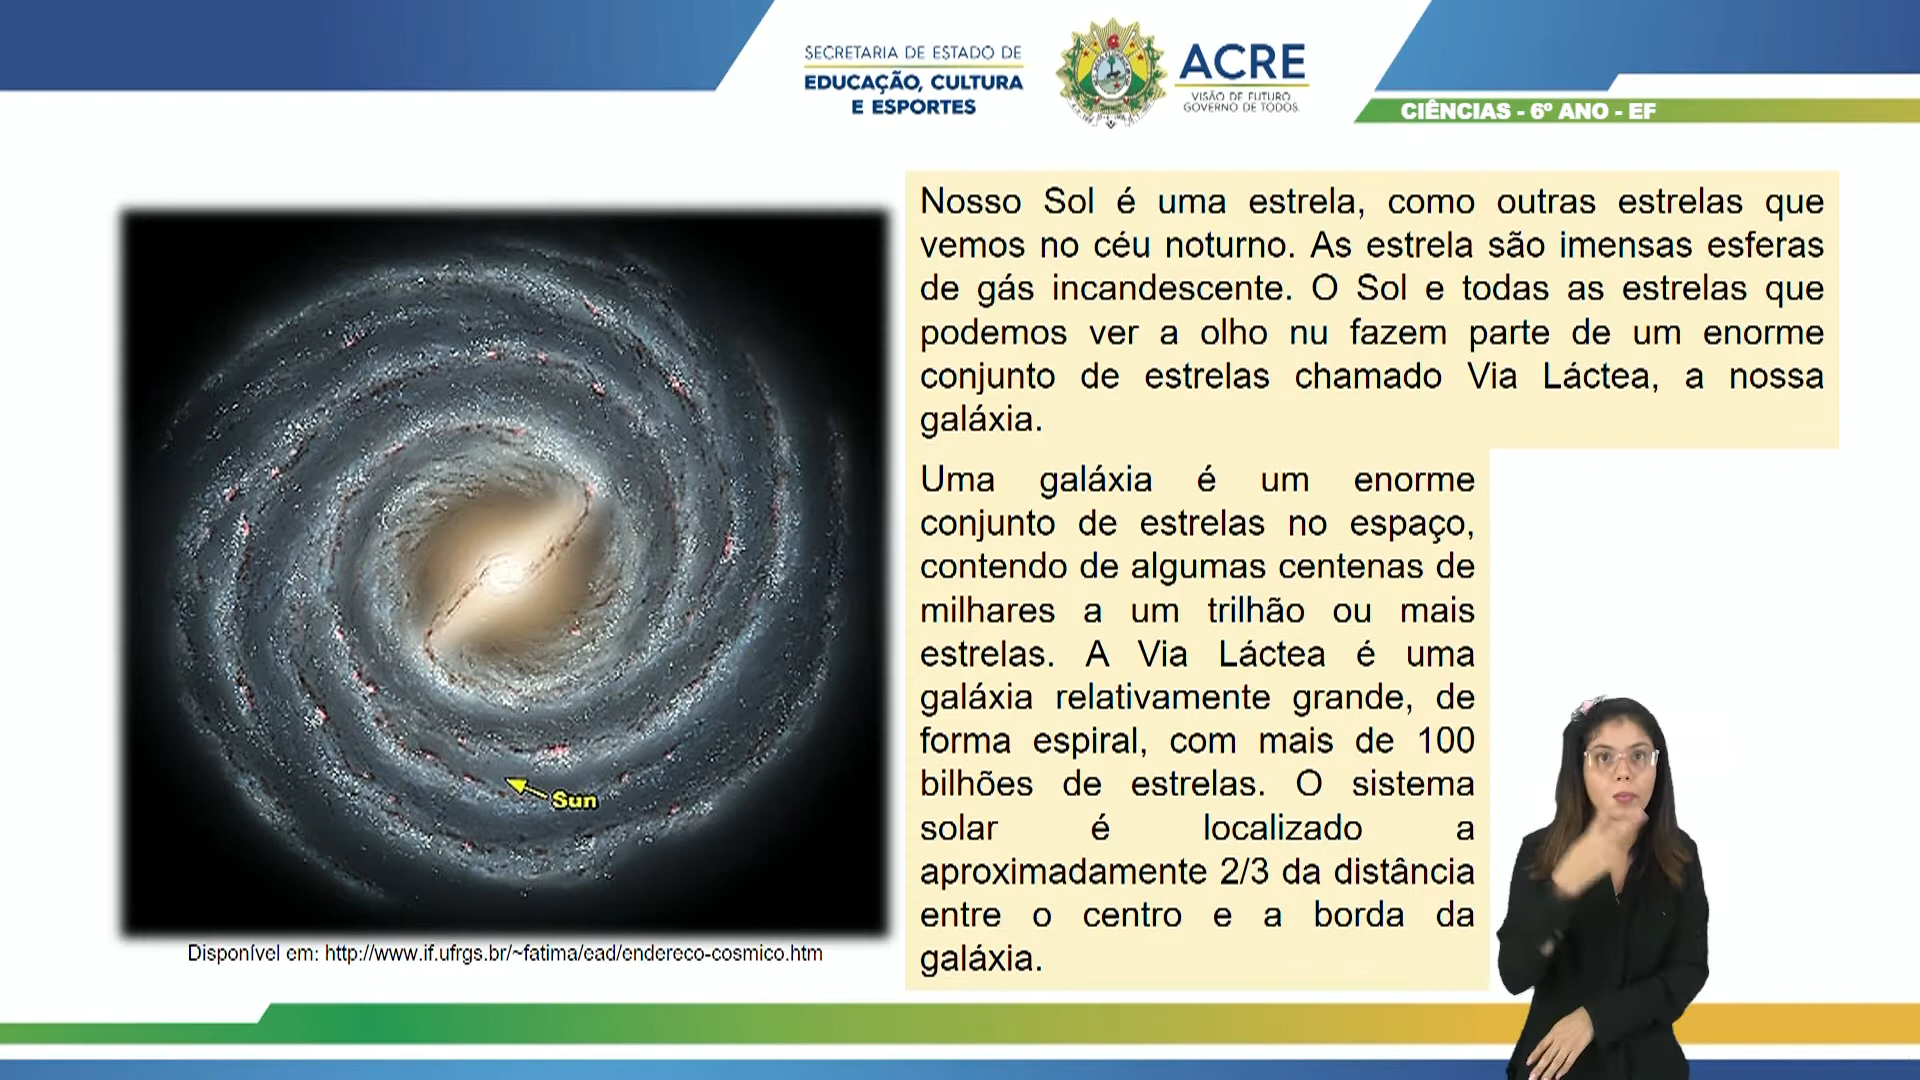 SECRETARIA DE ESTADO DE
EDUCAÇÃO, CULTURA
E ESPORTES
ACRE
VISÃO DE FUTURO
GOVERNO DE TODOS.
CIÊNCIAS - 6º ANO - EF
Nosso Sol é uma estrela, como outras estrelas que
vemos no céu noturno. As estrela são imensas esferas
de gás incandescente. O Sol e todas as estrelas que
podemos ver a olho nu fazem parte de um enorme
conjunto de estrelas chamado Via Láctea, a nossa
galáxia.
Uma galáxia é um enorme
conjunto de estrelas no espaço,
contendo de algumas centenas de
milhares a um trilhão ou mais
estrelas. A Via Láctea é uma
galáxia relativamente grande, de
forma espiral, com mais de 100
bilhões de estrelas. O sistema
solar é localizado a
aproximadamente 2/3 da distância
entre o centro e a borda da
galáxia.
Sun
Disponível em: http://www.if.ufrgs.br/~fatima/ead/endereco-cosmico.htm